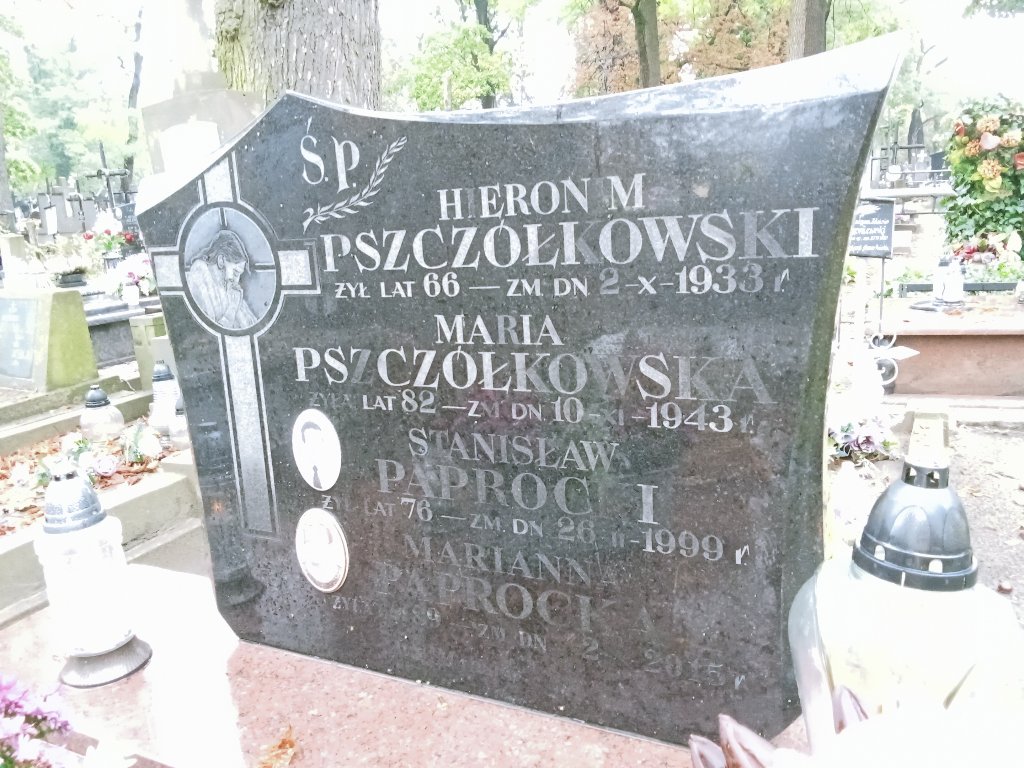 Ś.P.
HIERONIM
PSZCZÓŁKOWSKI
ŻYŁ LAT 66 — ZM DN 2-X-1933 r
MARIA
PSZCZÓŁKOWSKA
ŻYŁA LAT 82 — ZM DN 10-XI-1943 r
STANISŁAW
PAPROCKI
ŻYŁ LAT 76 — ZM DN 26 II-1999 r
MARIANNA
PAPROCKA
ZM DN 2015 r